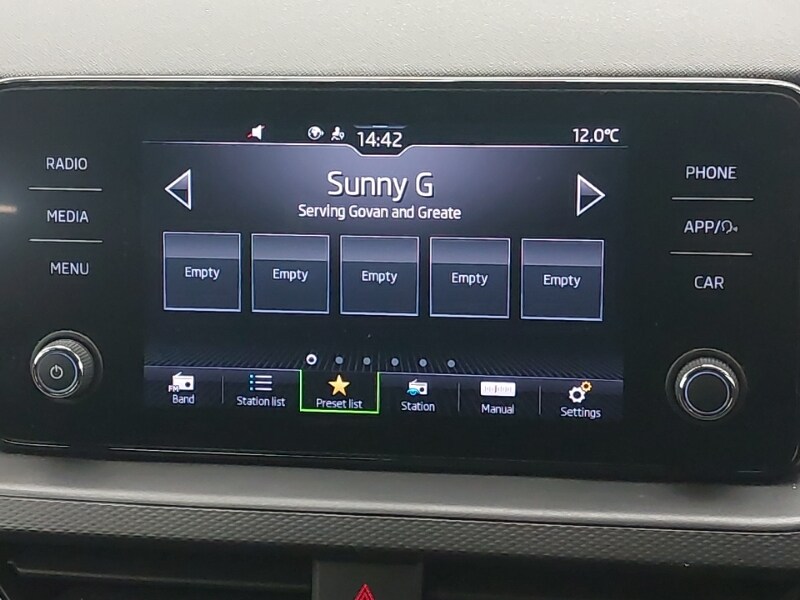 14:42
12.0°C
RADIO
MEDIA
MENU
Sunny G
Serving Govan and Greate
PHONE
APP/
CAR
Empty Empty Empty Empty Empty
FM
Band
Station list
Preset list
Station
Manual
Settings